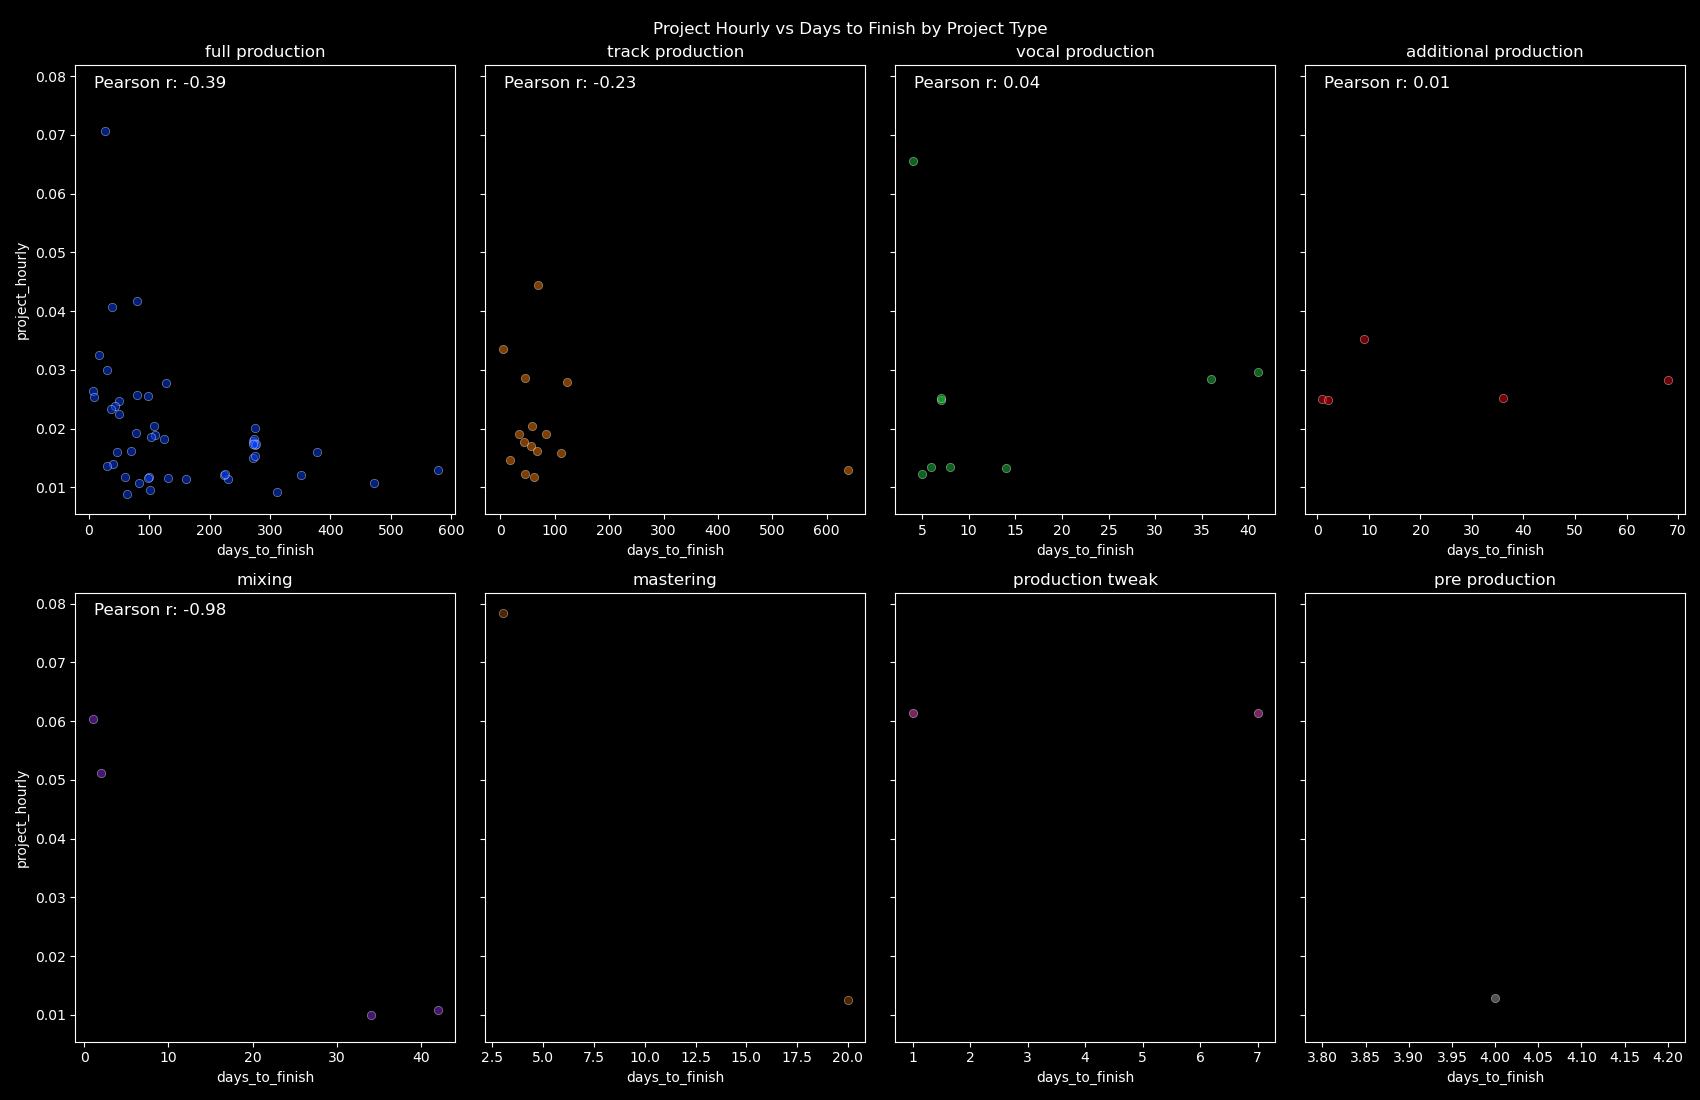 Project Hourly vs Days to Finish by Project Type
full production
track production
vocal production
additional production
Pearson r: -0.39
Pearson r: -0.23
Pearson r: 0.04
Pearson r: 0.01
project_hourly
0.08
0.07
0.06
0.05
0.04
0.03
0.02
0.01
0 100 200 300 400 500 600
0 100 200 300 400 500 600
5 10 15 20 25 30 35 40
0 10 20 30 40 50 60 70
days_to_finish
days_to_finish
days_to_finish
days_to_finish
mixing
mastering
production tweak
pre production
Pearson r: -0.98
project_hourly
0.08
0.07
0.06
0.05
0.04
0.03
0.02
0.01
0 10 20 30 40
2.5 5.0 7.5 10.0 12.5 15.0 17.5 20.0
1 2 3 4 5 6 7
3.80 3.85 3.90 3.95 4.00 4.05 4.10 4.15 4.20
days_to_finish
days_to_finish
days_to_finish
days_to_finish